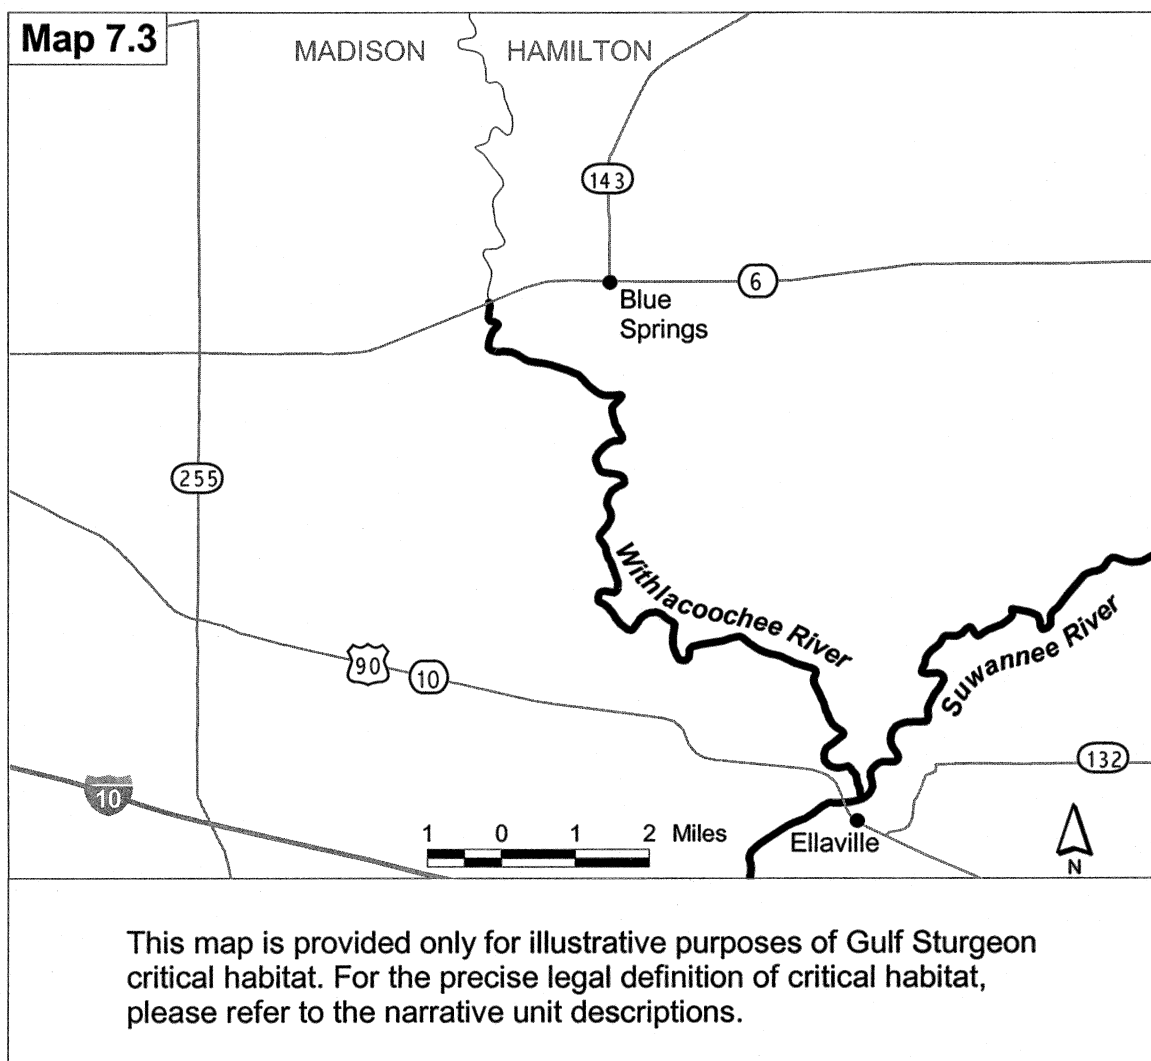 Map 7.3
MADISON
HAMILTON
143
6
Blue
Springs
255
Withlacoochee River
Suwannee River
90
10
132
10
1 0 1 2 Miles
Ellaville
N
This map is provided only for illustrative purposes of Gulf Sturgeon
critical habitat. For the precise legal definition of critical habitat,
please refer to the narrative unit descriptions.